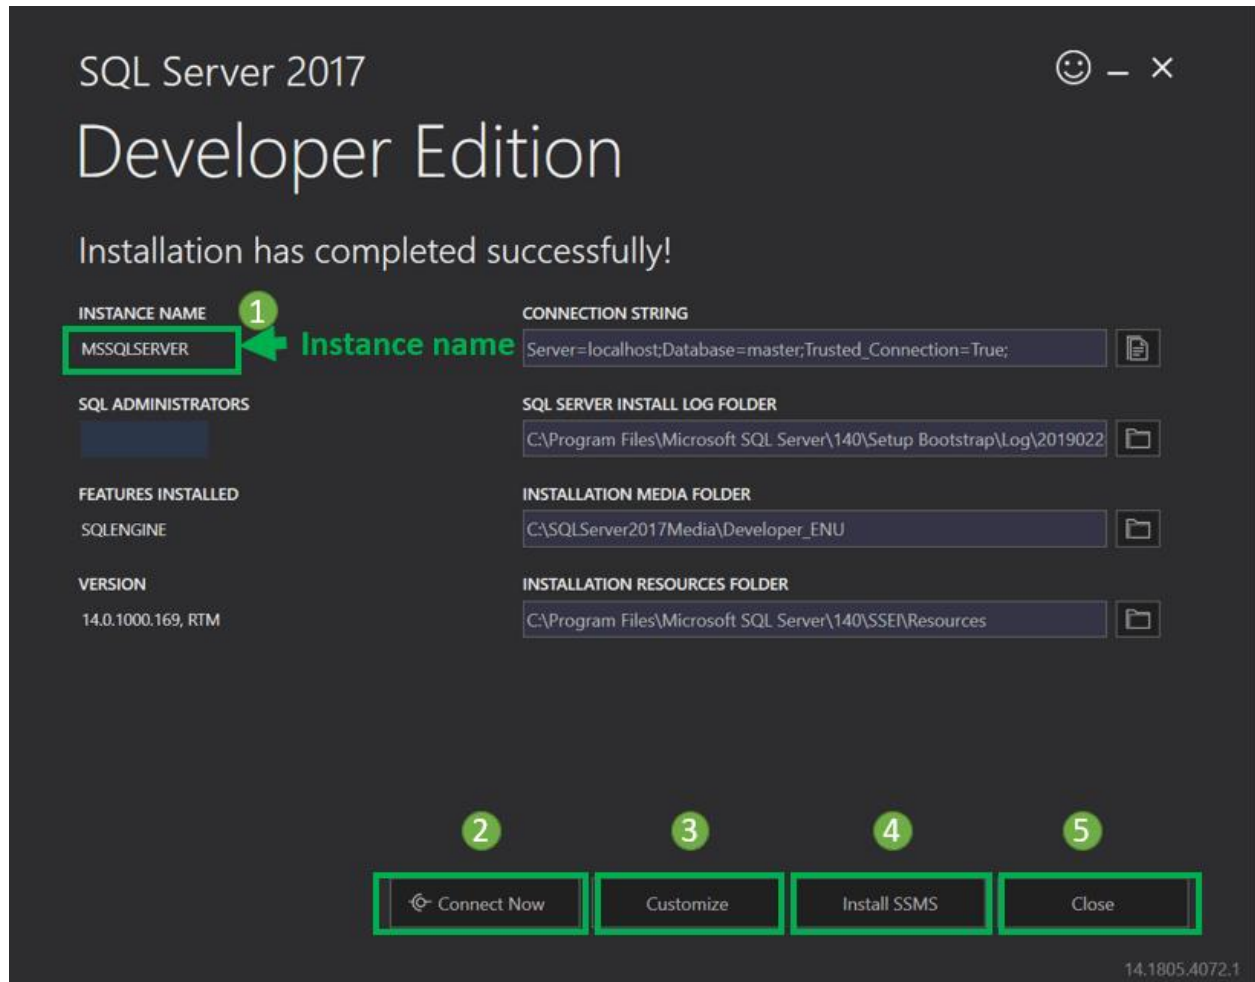 SQL Server 2017
Developer Edition
Installation has completed successfully!
INSTANCE NAME
1
MSSQLSERVER
Instance name
CONNECTION STRING
Server=localhost;Database=master;Trusted_Connection=True;
SQL ADMINISTRATORS
SQL SERVER INSTALL LOG FOLDER
C:\Program Files\Microsoft SQL Server\140\Setup Bootstrap\Log\2019022
FEATURES INSTALLED
SQLENGINE
INSTALLATION MEDIA FOLDER
C:\SQLServer2017Media\Developer_ENU
VERSION
14.0.1000.169, RTM
INSTALLATION RESOURCES FOLDER
C:\Program Files\Microsoft SQL Server\140\SSEI\Resources
2
3
4
5
Connect Now
Customize
Install SSMS
Close
14.1805.4072.1